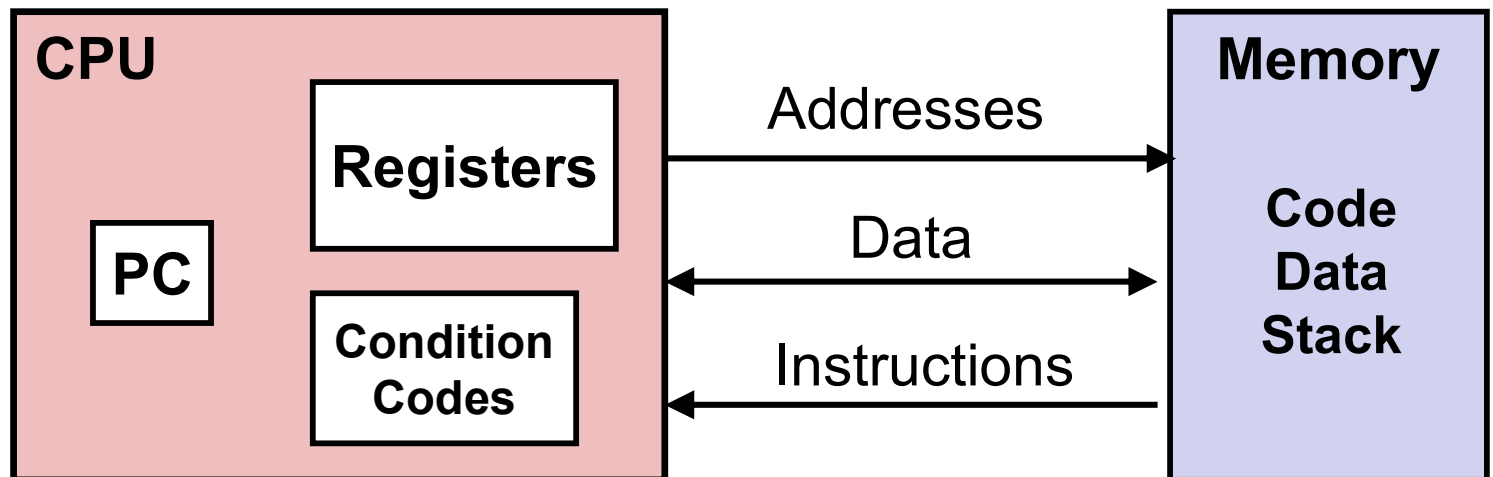 CPU
Registers
PC
Condition
Codes
Addresses
Data
Instructions
Memory
Code
Data
Stack